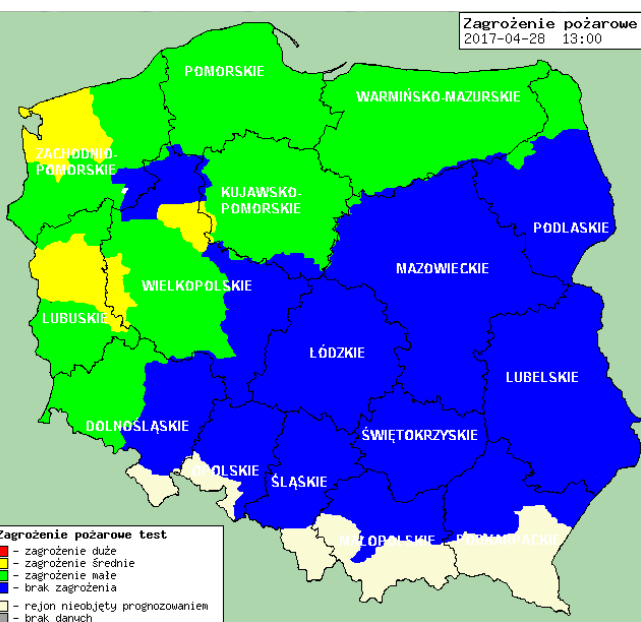 Zagrożenie pożarowe
2017-04-28 13:00
POMORSKIE
WARMIŃSKO-MAZURSKIE
ZACHODNIO-
POMORSKIE
KUJAWSKO-
POMORSKIE
PODLASKIE
MAZOWIECKIE
WIELKOPOLSKIE
LUBUSKIE
ŁÓDZKIE
LUBELSKIE
DOLNOŚLĄSKIE
ŚWIĘTOKRZYSKIE
OPOLSKIE
ŚLĄSKIE
MAŁOPOLSKIE
PODKARPACKIE
Zagrożenie pożarowe test
- zagrożenie duże
- zagrożenie średnie
- zagrożenie małe
- brak zagrożenia
- rejon nieobjęty prognozowaniem
- brak danych